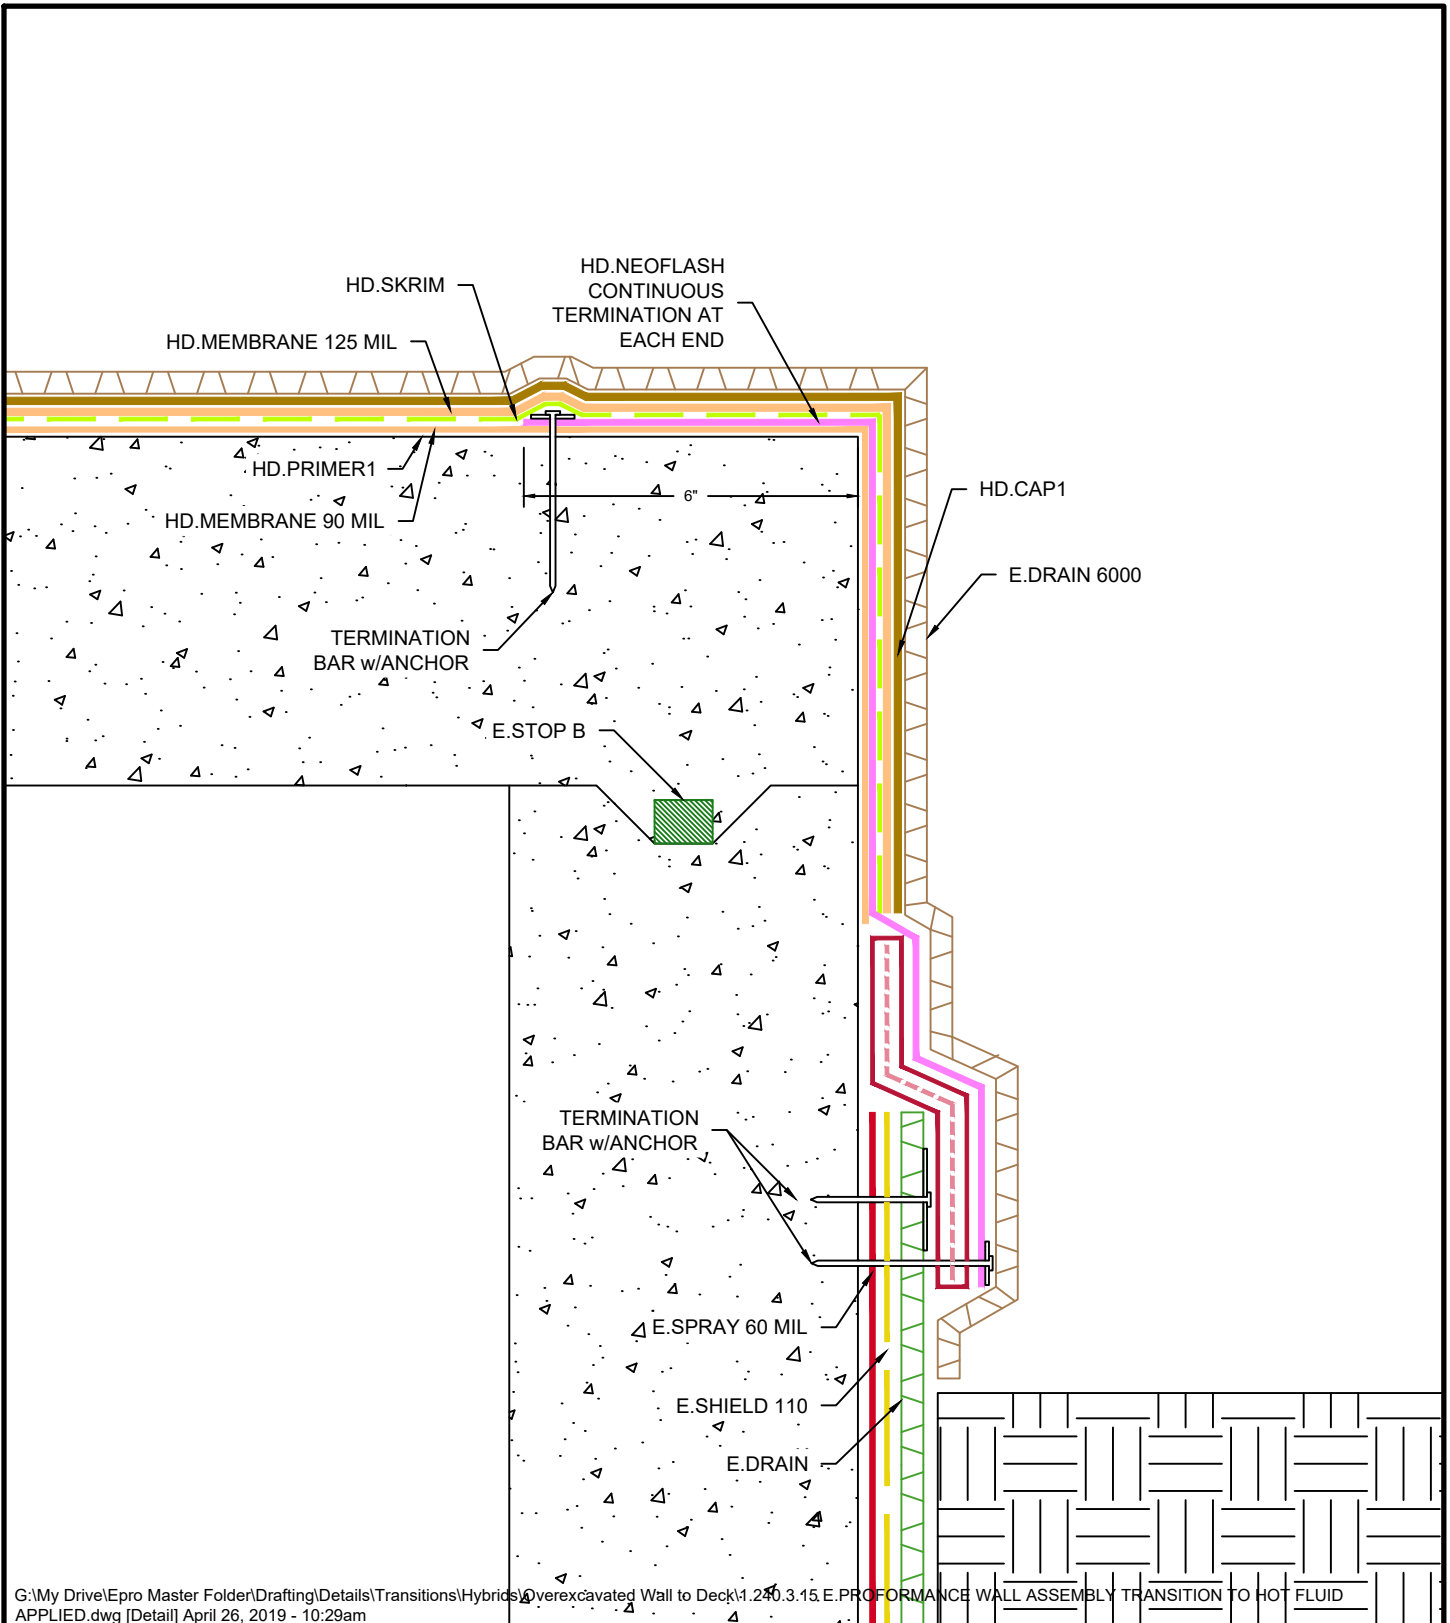 HD.NEOFLASH
CONTINUOUS
TERMINATION AT
EACH END
HD.SKRIM
HD.MEMBRANE 125 MIL
HD.PRIMER1
HD.MEMBRANE 90 MIL
6"
HD.CAP1
E.DRAIN 6000
TERMINATION
BAR w/ANCHOR
E.STOP B
TERMINATION
BAR w/ANCHOR
E.SPRAY 60 MIL
E.SHIELD 110
E.DRAIN
G:\My Drive\Epro Master Folder\Drafting\Details\Transitions\Hybrids\Overexcavated Wall to Deck\1.240.3.15 E.PROFORMANCE WALL ASSEMBLY TRANSITION TO HOT FLUID
APPLIED.dwg [Detail] April 26, 2019 - 10:29am